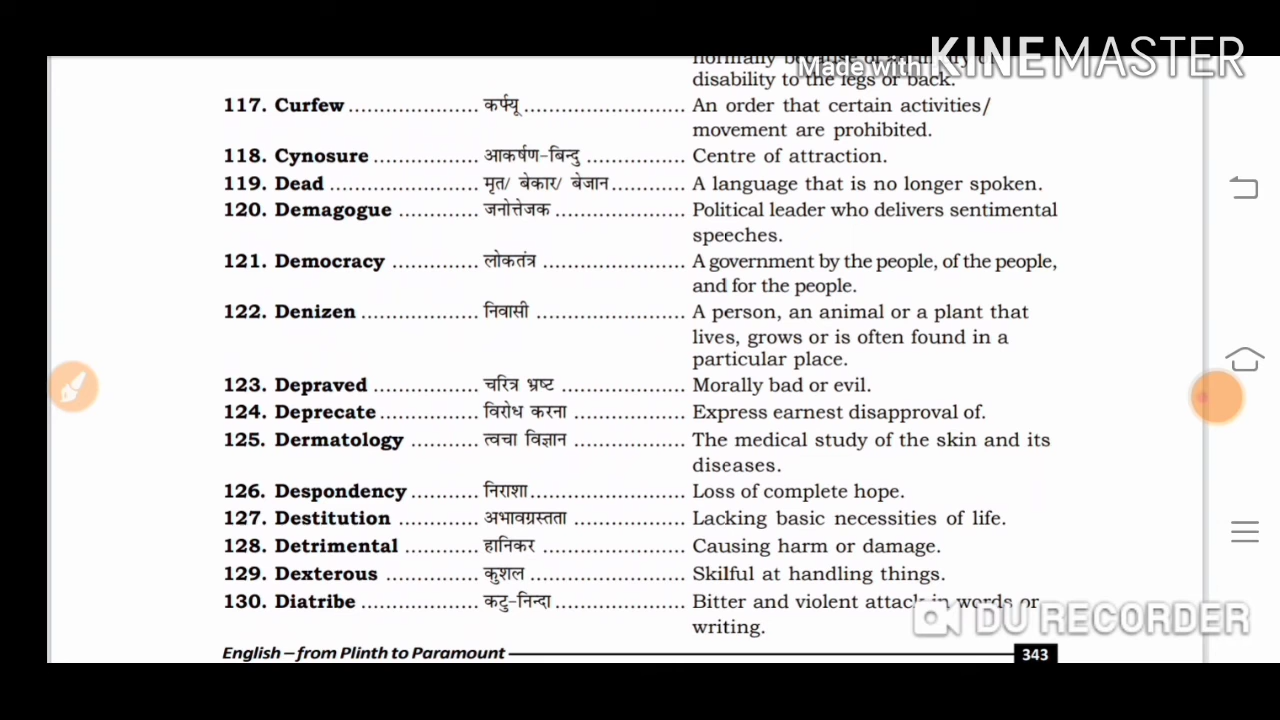 Made with KINEMASTER
disability to the legs or back.
117. Curfew .................... कर्फ्यू ......................... An order that certain activities/
movement are prohibited.
118. Cynosure ................ आकर्षण-बिन्दु ............... Centre of attraction.
119. Dead ....................... मृत/ बेकार/ बेजान ........... A language that is no longer spoken.
120. Demagogue ............ जनोत्तेजक .................... Political leader who delivers sentimental
speeches.
121. Democracy ............. लोकतंत्र ...................... A government by the people, of the people,
and for the people.
122. Denizen .................. निवासी ....................... A person, an animal or a plant that
lives, grows or is often found in a
particular place.
123. Depraved ................ चरित्र भ्रष्ट ................... Morally bad or evil.
124. Deprecate ............... विरोध करना ................. Express earnest disapproval of.
125. Dermatology .......... त्वचा विज्ञान ................. The medical study of the skin and its
diseases.
126. Despondency .......... निराशा ........................ Loss of complete hope.
127. Destitution ............ अभावग्रस्तता ................. Lacking basic necessities of life.
128. Detrimental ............ हानिकर ...................... Causing harm or damage.
129. Dexterous .............. कुशल ........................ Skilful at handling things.
130. Diatribe .................. कटु-निन्दा .................... Bitter and violent attack in words or
DU RECORDER
writing.
English – from Plinth to Paramount 343